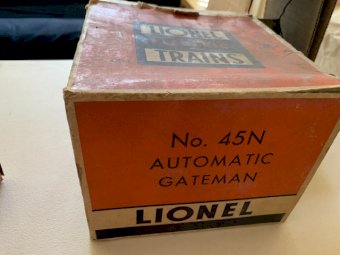 LIONEL
TRAINS
No. 45N
AUTOMATIC
GATEMAN
LIONEL